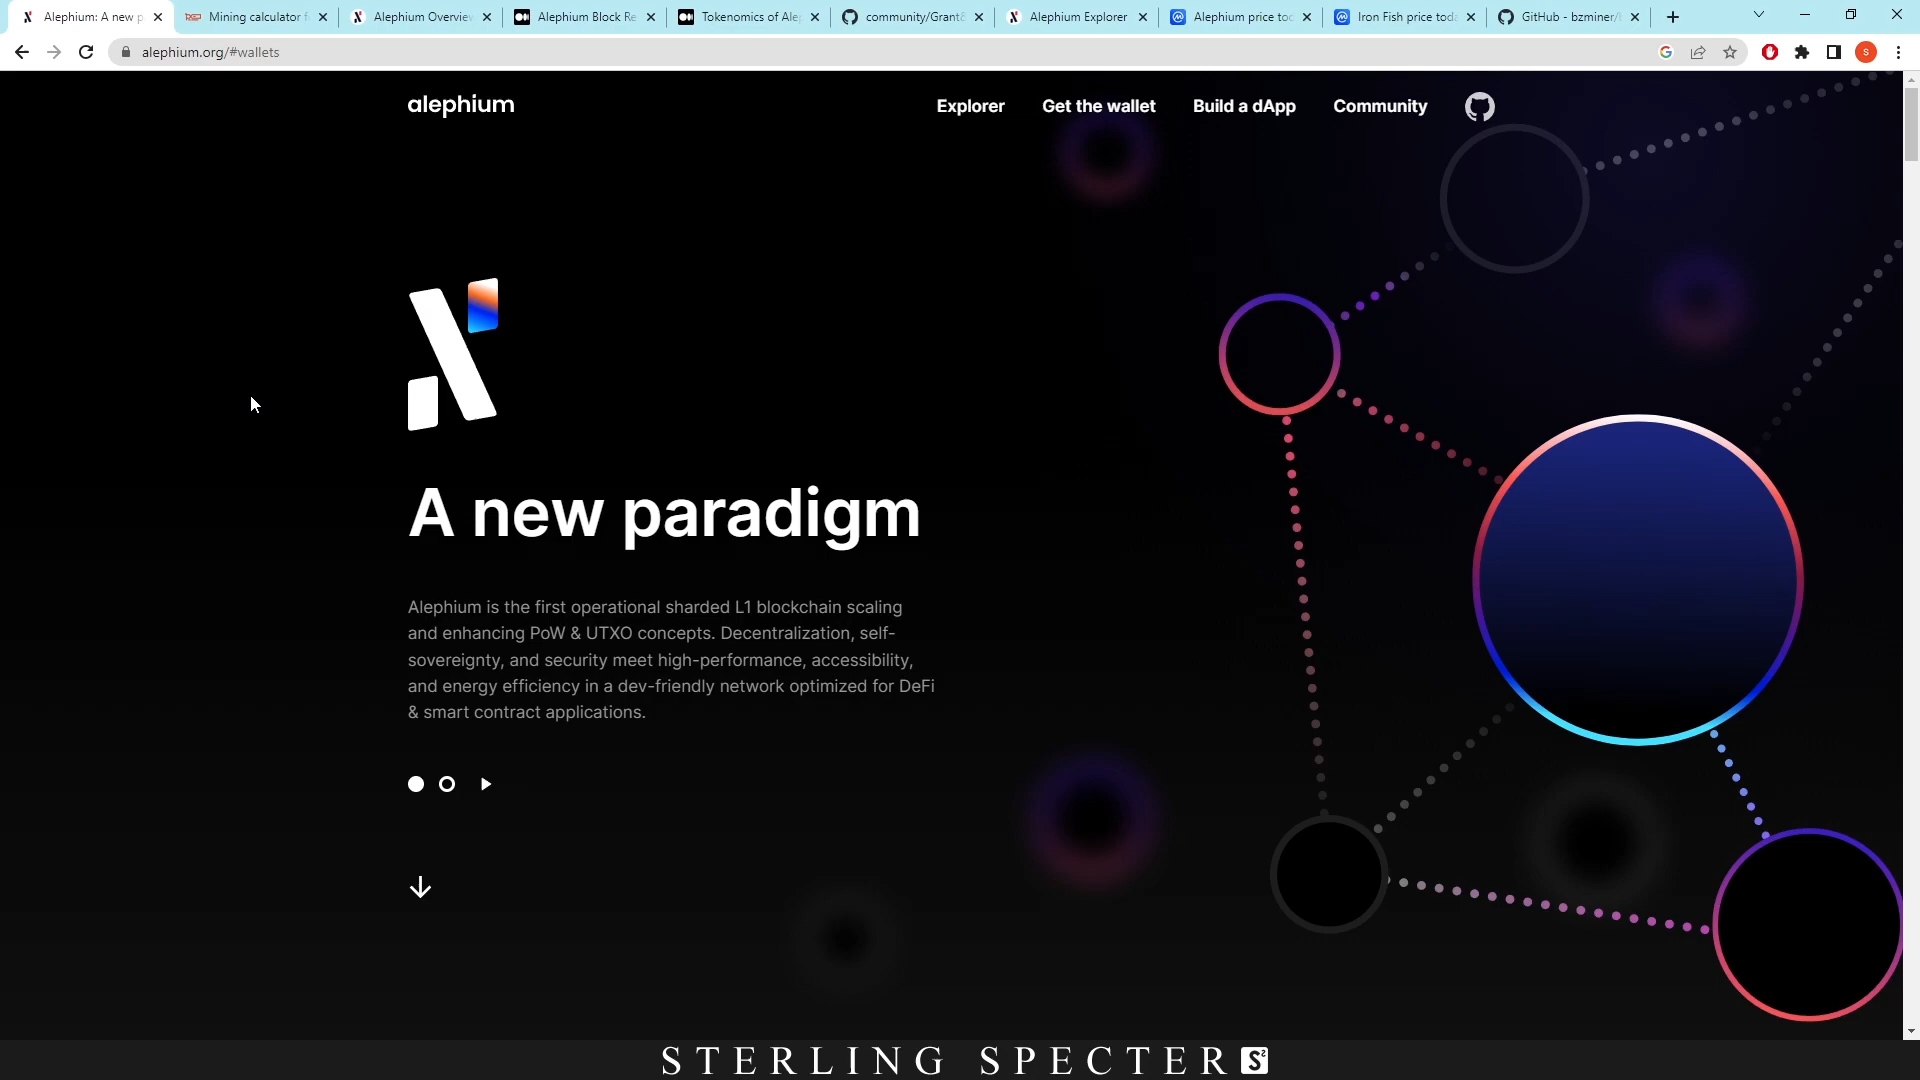 Alephium: A new p
Mining calculator f
Alephium Overvie
Alephium Block Re
Tokenomics of Ale
community/Grant
Alephium Explorer
Alephium price tod
Iron Fish price toda
GitHub - bzminer/
alephium.org/#wallets
S
alephium
Explorer
Get the wallet
Build a dApp
Community
A new paradigm
Alephium is the first operational sharded L1 blockchain scaling
and enhancing PoW & UTXO concepts. Decentralization, self-
sovereignty, and security meet high-performance, accessibility,
and energy efficiency in a dev-friendly network optimized for DeFi
& smart contract applications.
STERLING SPECTER